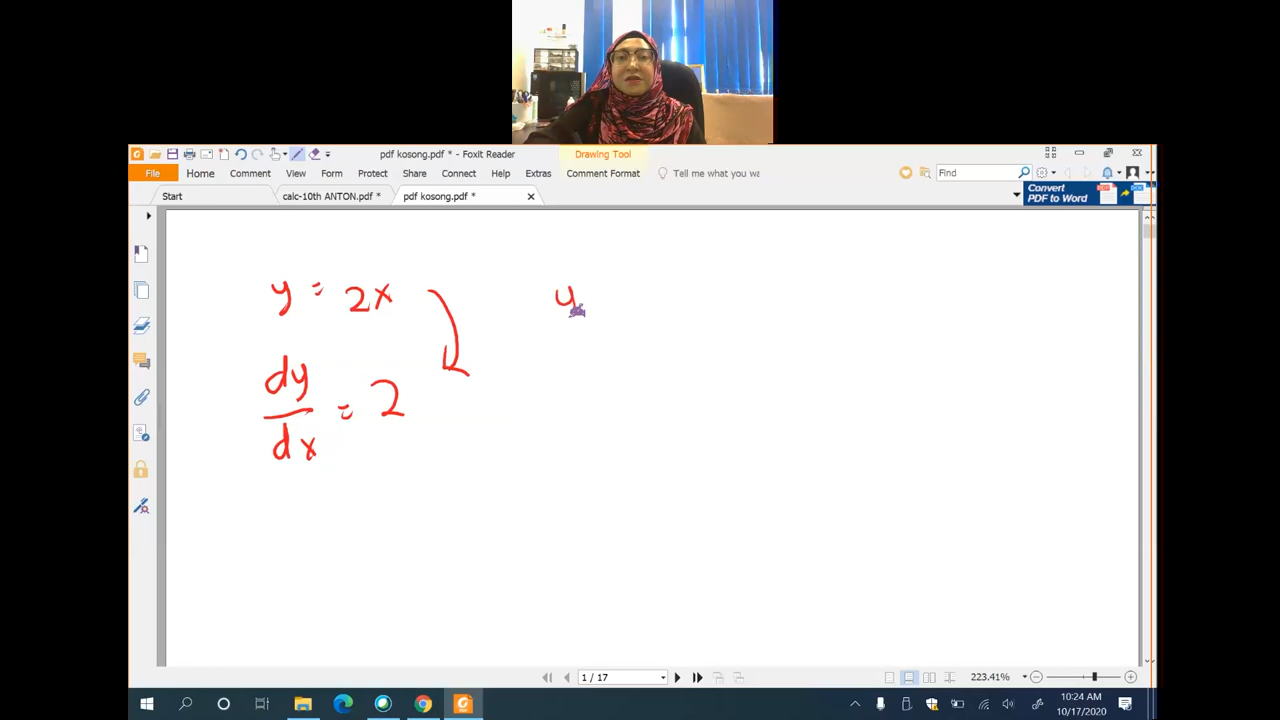 pdf kosong.pdf * - Foxit Reader
Drawing Tool
File Home Comment View Form Protect Share Connect Help Extras Comment Format Tell me what you wa Find
Start calc-10th ANTON.pdf * pdf kosong.pdf *
Convert
PDF to Word
y = 2x
y
dy
dx
= 2
1 / 17
223.41%
10:24 AM
10/17/2020